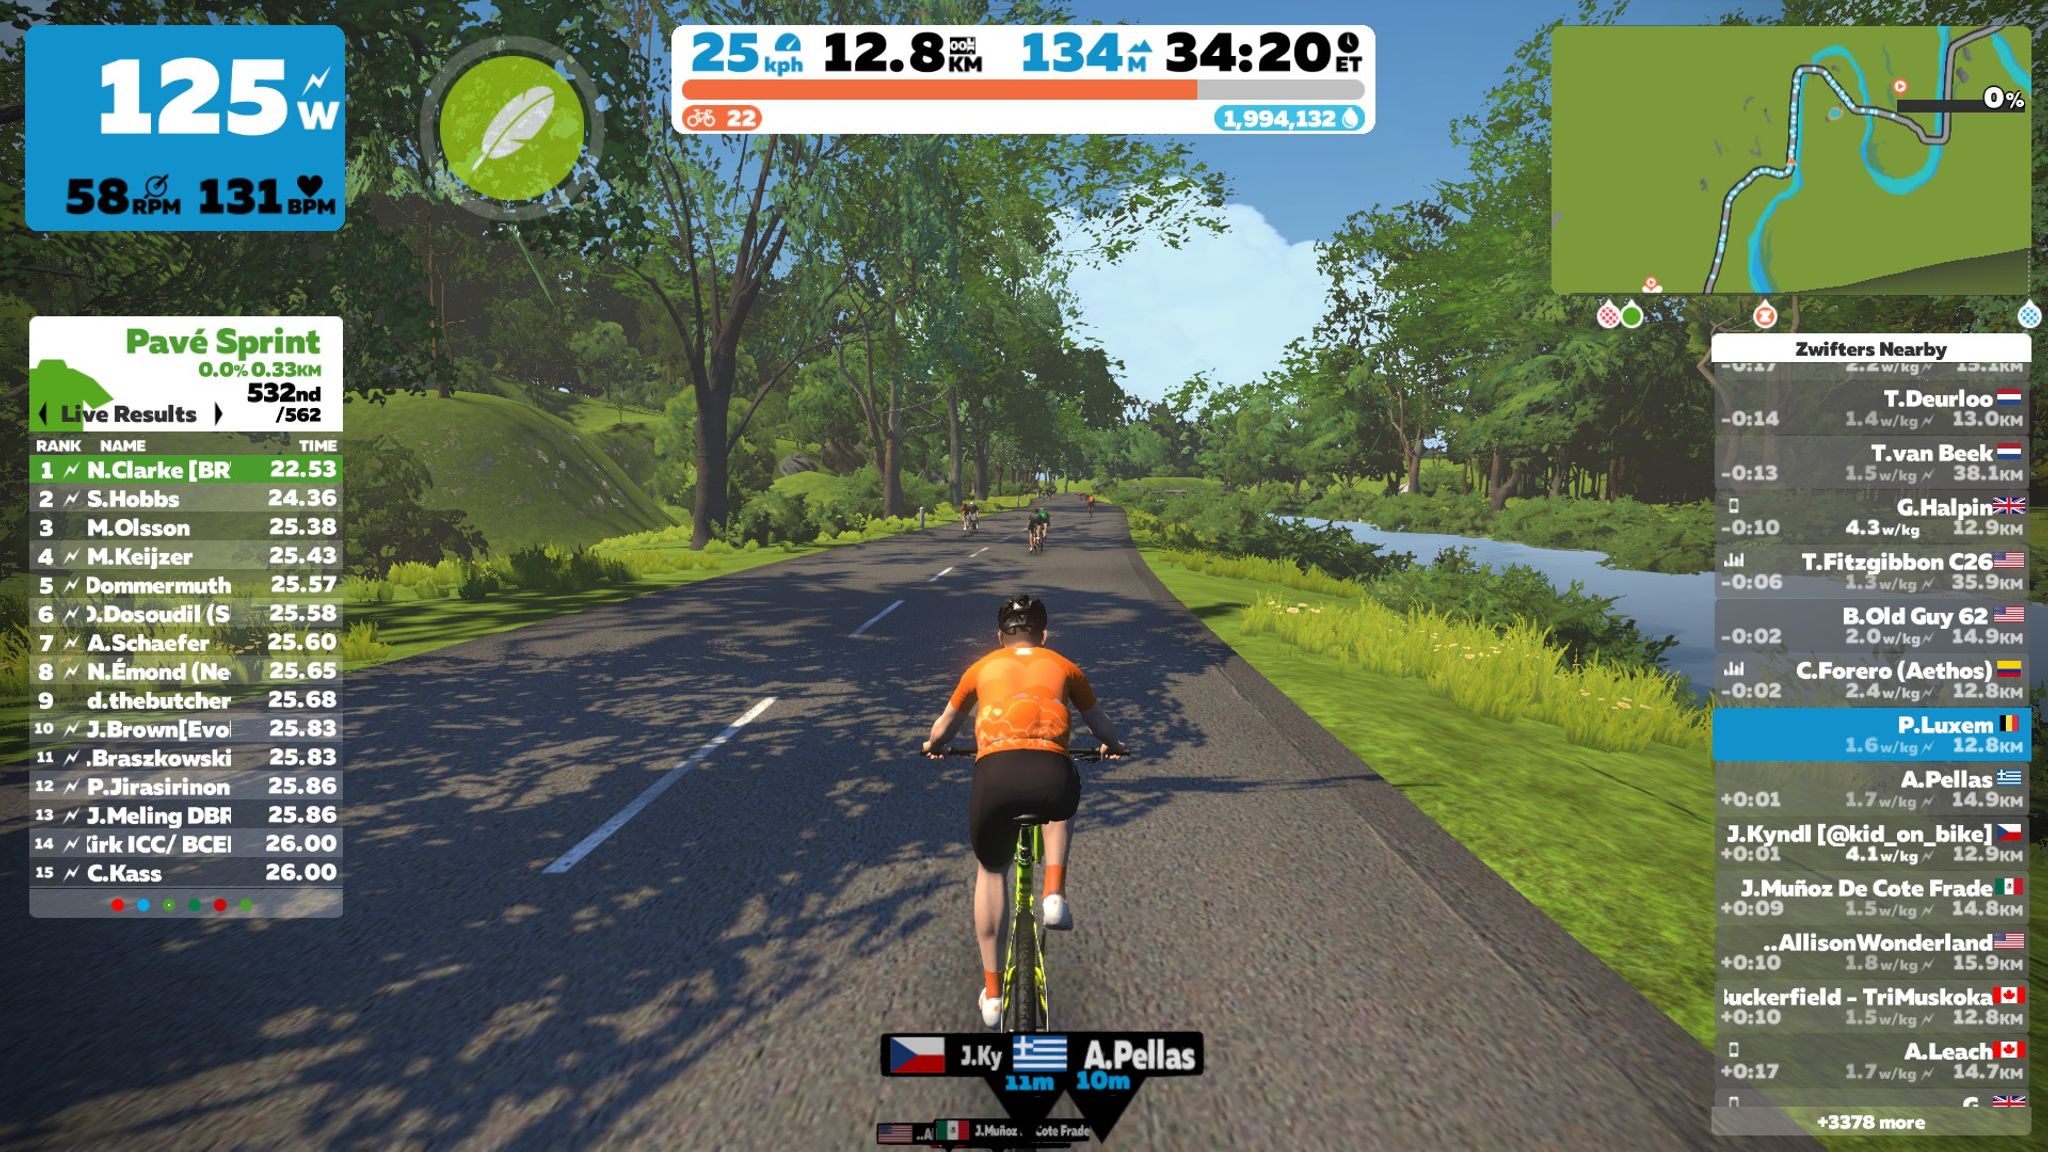 125 W
58 RPM 131 BPM
25 kph 12.8 KM 134 M 34:20 ET
22 1,994,132
0%
Pavé Sprint
0.0% 0.33KM
532nd
/562
Live Results
RANK NAME TIME
1 N.Clarke [BR 22.53
2 S.Hobbs 24.36
3 M.Olsson 25.38
4 M.Keijzer 25.43
5 Dommermuth 25.57
6 D.Dosoudil (S 25.58
7 A.Schaefer 25.60
8 N.Émond (Ne 25.65
9 d.thebutcher 25.68
10 J.Brown[Evo 25.83
11 .Braszkowski 25.83
12 P.Jirasirinon 25.86
13 J.Meling DBR 25.86
14 Kirk ICC/ BCEI 26.00
15 C.Kass 26.00
Zwifters Nearby
-0:17 2.2w/kg 15.1KM
T.Deurloo
-0:14 1.4w/kg 13.0KM
T.van Beek
-0:13 1.5w/kg 38.1KM
G.Halpin
-0:10 4.3w/kg 12.9KM
T.Fitzgibbon C26
-0:06 1.3w/kg 35.9KM
B.Old Guy 62
-0:02 2.0w/kg 14.9KM
C.Forero (Aethos)
-0:02 2.4w/kg 12.8KM
P.Luxem
1.6w/kg 12.8KM
A.Pellas
+0:01 1.7w/kg 14.9KM
J.Kyndl [@kid_on_bike]
+0:01 4.1w/kg 12.9KM
J.Muñoz De Cote Frade
+0:09 1.5w/kg 14.8KM
..AllisonWonderland
+0:10 1.8w/kg 15.9KM
uckerfield - TriMuskoka
+0:10 1.5w/kg 12.8KM
A.Leach
+0:17 1.7w/kg 14.7KM
+3378 more
J.Ky A.Pellas
11m 10m
..A J.Muñoz Cote Frade